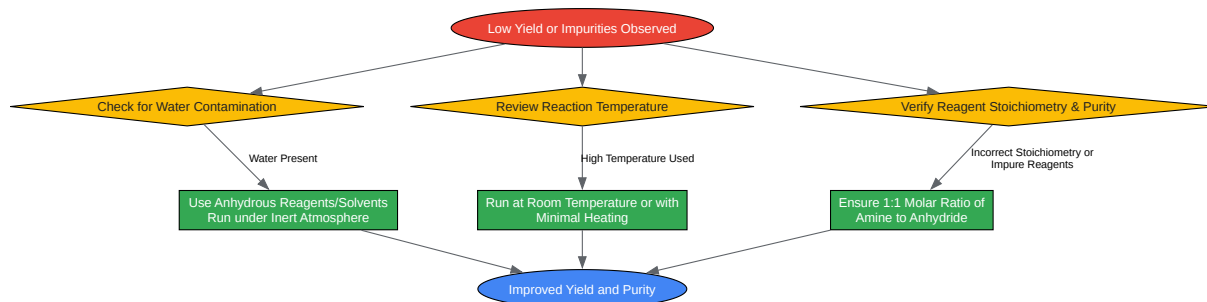 Low Yield or Impurities Observed
Check for Water Contamination
Review Reaction Temperature
Verify Reagent Stoichiometry & Purity
Water Present
High Temperature Used
Incorrect Stoichiometry or
Impure Reagents
Use Anhydrous Reagents/Solvents
Run under Inert Atmosphere
Run at Room Temperature or with
Minimal Heating
Ensure 1:1 Molar Ratio of
Amine to Anhydride
Improved Yield and Purity